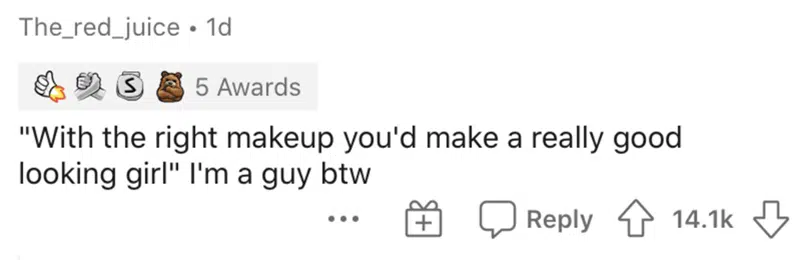 The_red_juice • 1d
S 5 Awards
"With the right makeup you'd make a really good
looking girl" I'm a guy btw
Reply 14.1k